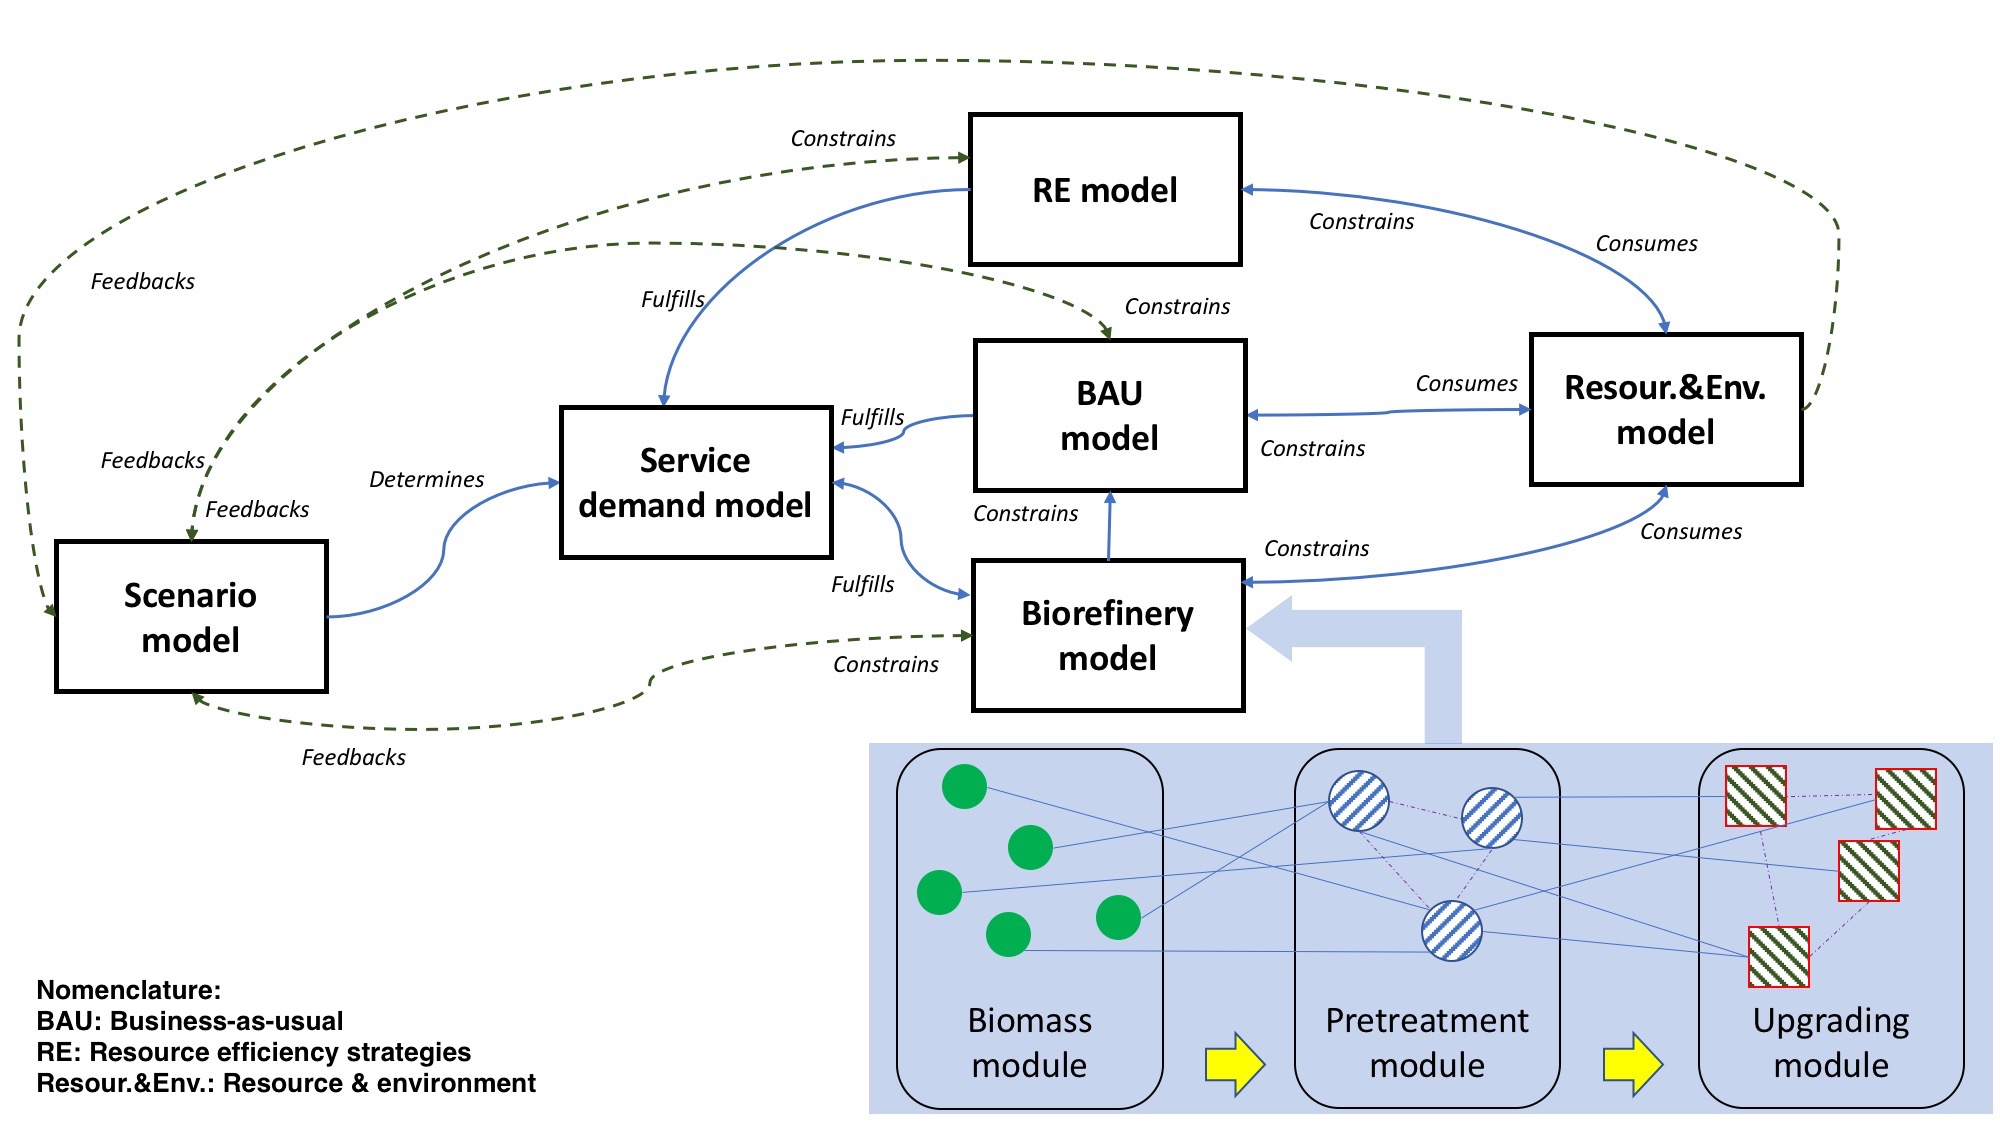 Constrains
RE model
Constrains
Consumes
Feedbacks
Fulfills
Constrains
BAU
model
Consumes
Resour.&Env.
model
Fulfills
Constrains
Feedbacks
Determines
Service
demand model
Feedbacks
Constrains
Constrains
Consumes
Fulfills
Scenario
model
Biorefinery
model
Constrains
Feedbacks
Biomass
module
Pretreatment
module
Upgrading
module
Nomenclature:
BAU: Business-as-usual
RE: Resource efficiency strategies
Resour.&Env.: Resource & environment